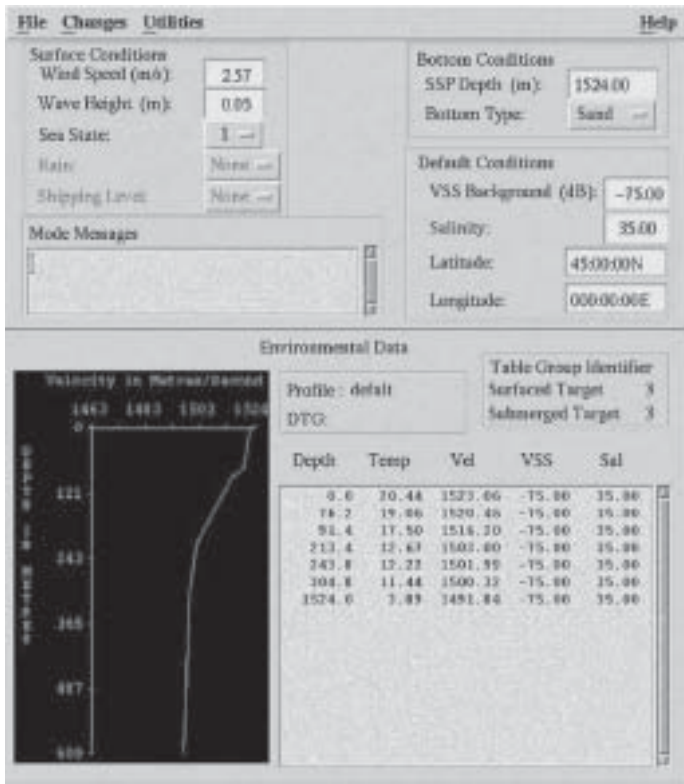 File Changes Utilities Help
Surface Conditions
Wind Speed (m/s): 2.57
Wave Height (m): 0.05
Sea State: 1
Rain: None
Shipping Level: None
Mode Messages
Bottom Conditions
SSP Depth (m): 1524.00
Bottom Type: Sand
Default Conditions
VSS Background (dB): -75.00
Salinity: 35.00
Latitude: 45:00:00N
Longitude: 000:00:00E
Environmental Data
Velocity in Metres/Second
1463 1483 1503 1524
0
121
243
365
487
609
Depth in Metres
Profile: defalt
DTG:
Table Group Identifier
Surfaced Target 3
Submerged Target 3
Depth Temp Vel VSS Sal
0.0 20.44 1523.06 -75.00 35.00
76.2 19.06 1520.46 -75.00 35.00
91.4 17.50 1516.20 -75.00 35.00
213.4 12.67 1503.00 -75.00 35.00
243.8 12.22 1501.99 -75.00 35.00
304.8 11.44 1500.32 -75.00 35.00
1524.0 3.89 1491.84 -75.00 35.00